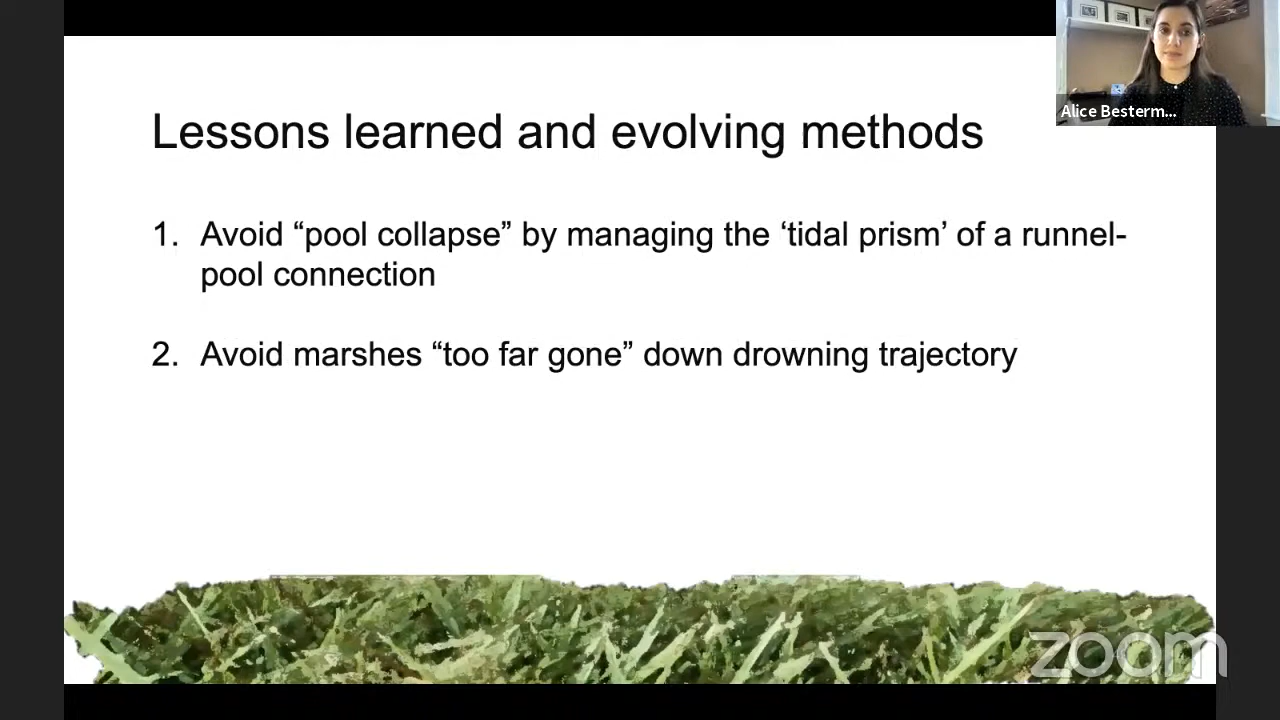 Alice Besterm...
Lessons learned and evolving methods
1. Avoid “pool collapse” by managing the ‘tidal prism’ of a runnel-
pool connection
2. Avoid marshes “too far gone” down drowning trajectory
zoom